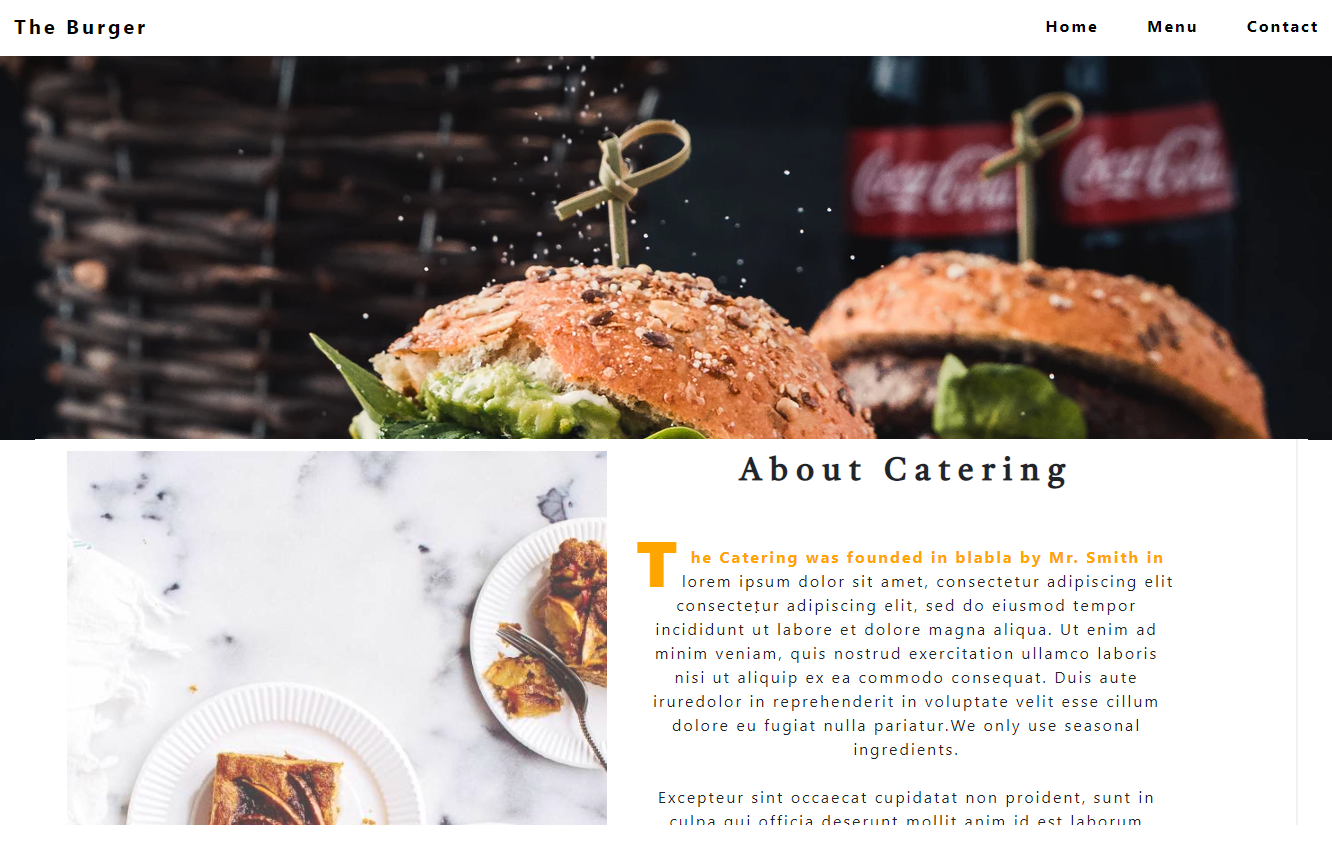 The Burger
Home Menu Contact
Coca-Cola Coca-Cola
About Catering
The Catering was founded in blabla by Mr. Smith in
lorem ipsum dolor sit amet, consectetur adipiscing elit
consectetur adipiscing elit, sed do eiusmod tempor
incididunt ut labore et dolore magna aliqua. Ut enim ad
minim veniam, quis nostrud exercitation ullamco laboris
nisi ut aliquip ex ea commodo consequat. Duis aute
iruredolor in reprehenderit in voluptate velit esse cillum
dolore eu fugiat nulla pariatur.We only use seasonal
ingredients.
Excepteur sint occaecat cupidatat non proident, sunt in
culpa qui officia deserunt mollit anim id est laborum